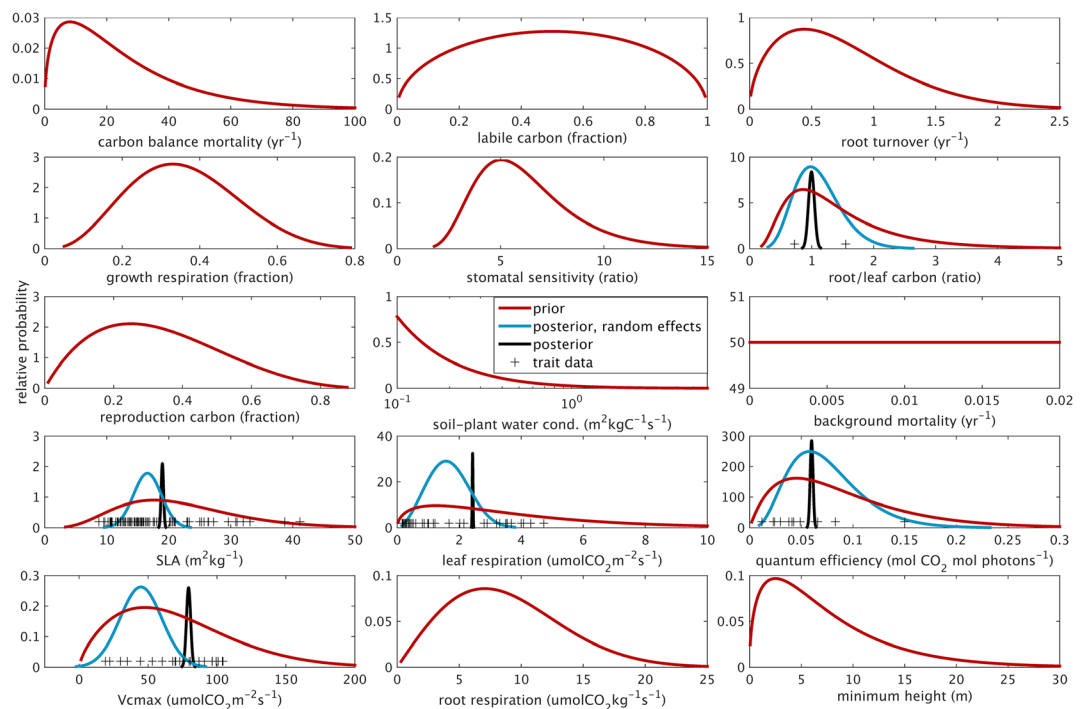 0.03
0.02
0.01
0
0 20 40 60 80 100
carbon balance mortality (yr⁻¹)
1.5
1
0.5
0
0 0.2 0.4 0.6 0.8 1
labile carbon (fraction)
1
0.5
0
0 0.5 1 1.5 2 2.5
root turnover (yr⁻¹)
3
2
1
0
0 0.2 0.4 0.6 0.8
growth respiration (fraction)
0.2
0.1
0
0 5 10 15
stomatal sensitivity (ratio)
10
5
0
0 1 2 3 4 5
root/leaf carbon (ratio)
relative probability
3
2
1
0
0 0.2 0.4 0.6 0.8
reproduction carbon (fraction)
1
0.5
0
prior
posterior, random effects
posterior
trait data
10⁻¹ 10⁰
soil-plant water cond. (m²kgC⁻¹s⁻¹)
51
50
49
0 0.005 0.01 0.015 0.02
background mortality (yr⁻¹)
3
2
1
0
0 10 20 30 40 50
SLA (m²kg⁻¹)
40
20
0
0 2 4 6 8 10
leaf respiration (umolCO₂m⁻²s⁻¹)
300
200
100
0
0 0.05 0.1 0.15 0.2 0.25 0.3
quantum efficiency (mol CO₂ mol photons⁻¹)
0.3
0.2
0.1
0
0 50 100 150 200
Vcmax (umolCO₂m⁻²s⁻¹)
0.1
0.05
0
0 5 10 15 20 25
root respiration (umolCO₂kg⁻¹s⁻¹)
0.1
0.05
0
0 5 10 15 20 25 30
minimum height (m)